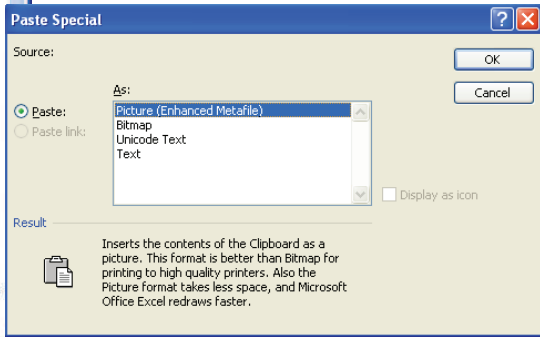 Paste Special
Source:
OK
As:
Cancel
Paste:
Picture (Enhanced Metafile)
Paste link:
Bitmap
Unicode Text
Text
Display as icon
Result
Inserts the contents of the Clipboard as a
picture. This format is better than Bitmap for
printing to high quality printers. Also the
Picture format takes less space, and Microsoft
Office Excel redraws faster.